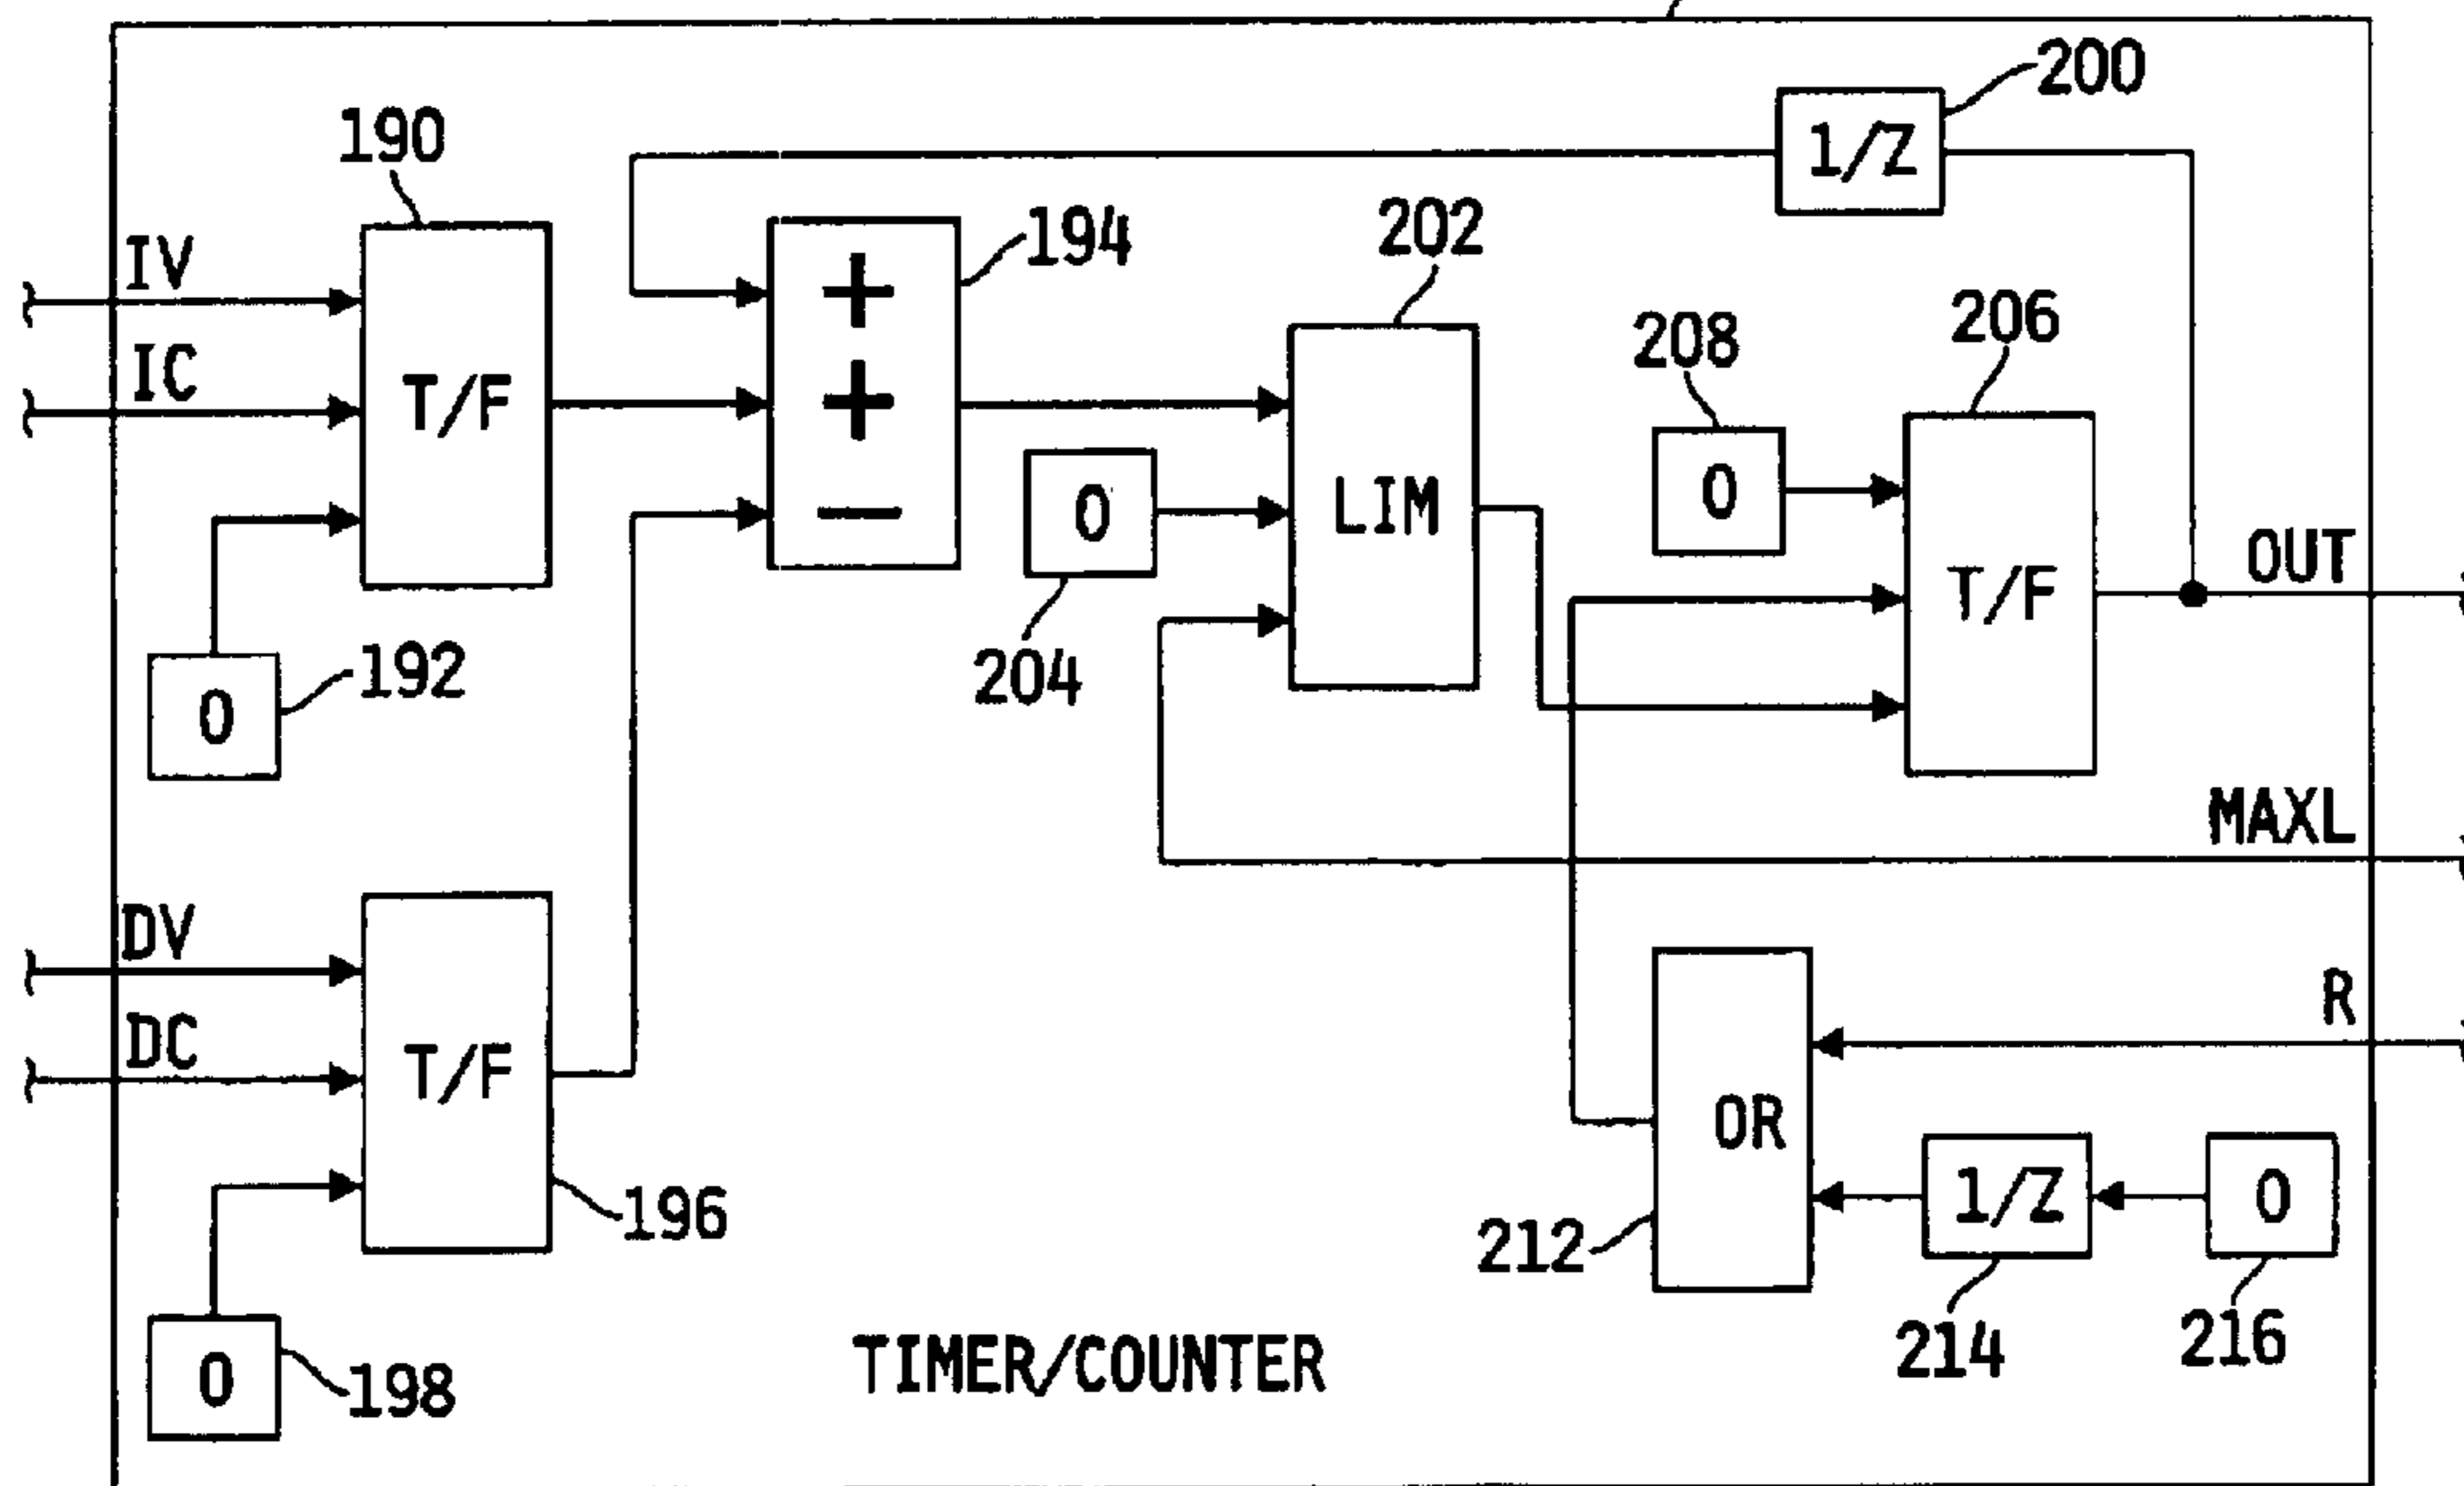 200
1/Z
190
194
202
IV
+
208
206
IC
T/F
+
0
LIM
0
T/F
OUT
−
192
0
204
MAXL
DV
R
DC
T/F
OR
1/Z
0
196
212
214
216
0
198
TIMER/COUNTER